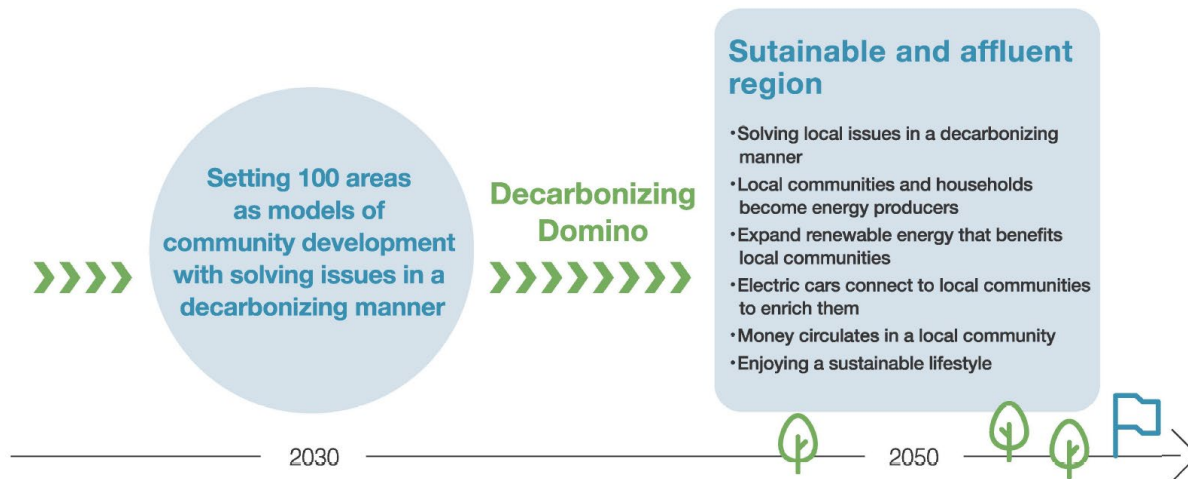 Setting 100 areas
as models of
community development
with solving issues in a
decarbonizing manner
Decarbonizing
Domino
Sutainable and affluent
region
・Solving local issues in a decarbonizing
manner
・Local communities and households
become energy producers
・Expand renewable energy that benefits
local communities
・Electric cars connect to local communities
to enrich them
・Money circulates in a local community
・Enjoying a sustainable lifestyle
2030
2050